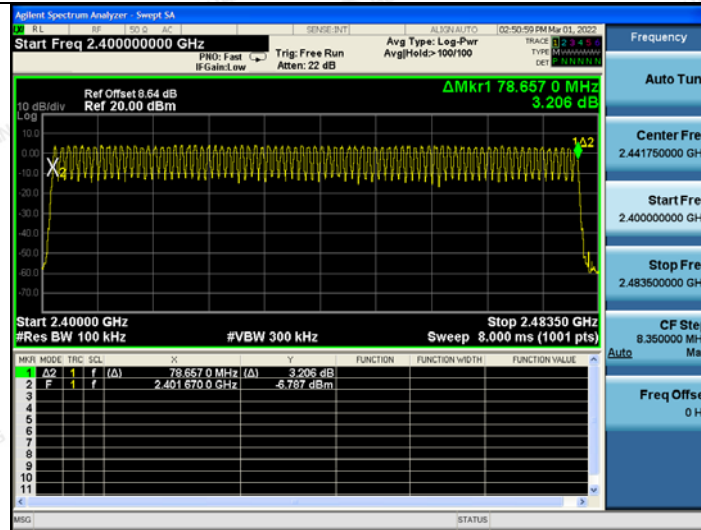 Agilent Spectrum Analyzer - Swept SA
RL RF 50 Ω AC SENSE:INT ALIGNAUTO 02:50:59 PM Mar 01, 2022
Start Freq 2.400000000 GHz
PNO: Fast
IFGain:Low
Trig: Free Run
Atten: 22 dB
Avg Type: Log-Pwr
Avg|Hold:>100/100
TRACE 1 2 3 4 5 6
TYPE M
DET P N N N N N
Frequency
Auto Tun
Center Fre
2.441750000 GH
Start Fre
2.400000000 GH
Stop Fre
2.483500000 GH
CF Ste
8.350000 MH
Auto Ma
Freq Offse
0 H
Ref Offset 8.64 dB
10 dB/div Ref 20.00 dBm
Log
ΔMkr1 78.657 0 MHz
3.206 dB
10.0
0.00
-10.0
-20.0
-30.0
-40.0
-50.0
-60.0
-70.0
2
1Δ2
Start 2.40000 GHz
Stop 2.48350 GHz
#Res BW 100 kHz #VBW 300 kHz Sweep 8.000 ms (1001 pts)
MKR MODE TRC SCL X Y FUNCTION FUNCTION WIDTH FUNCTION VALUE
1 Δ2 1 f (Δ) 78.657 0 MHz (Δ) 3.206 dB
2 F 1 f 2.401 670 0 GHz -6.787 dBm
3
4
5
6
7
8
9
10
11
MSG STATUS